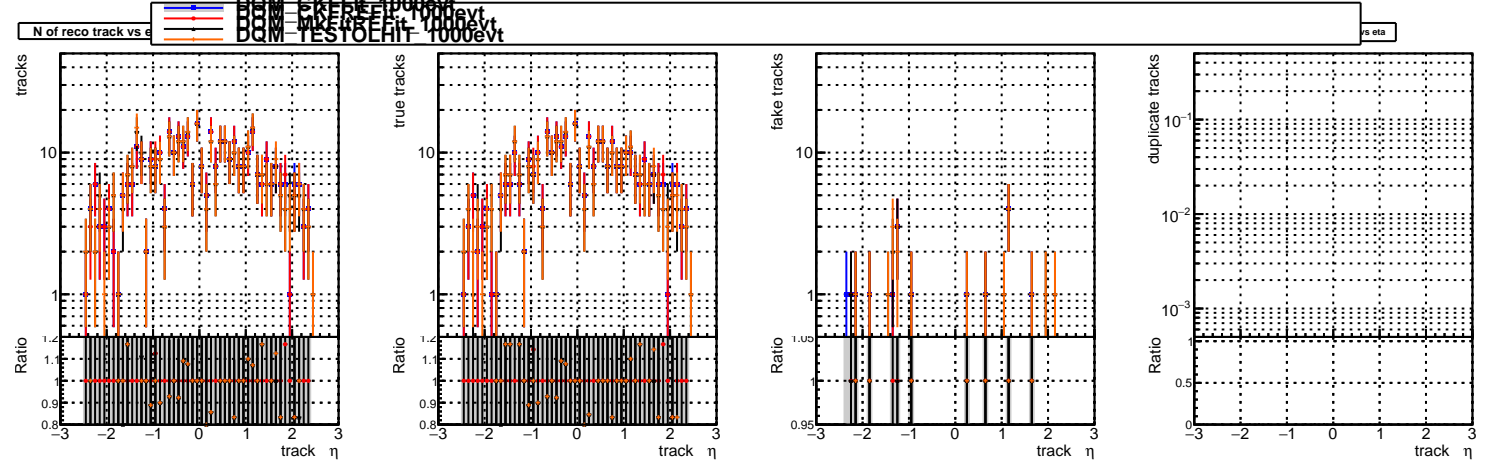 DQM_CKFREFit_1000evt
DQM_MkFitREFit_1000evt
DQM_TESTOLHIT_1000evt
N of reco track vs
vs eta
tracks
10
1
Ratio
1.2
1.1
1
0.9
0.8
−3 −2 −1 0 1 2 3
track η
true tracks
10
1
Ratio
1.2
1.1
1
0.9
0.8
−3 −2 −1 0 1 2 3
track η
fake tracks
10
1
Ratio
1.05
1
0.95
−3 −2 −1 0 1 2 3
track η
duplicate tracks
10−1
10−2
10−3
Ratio
1
0.5
0
−3 −2 −1 0 1 2 3
track η